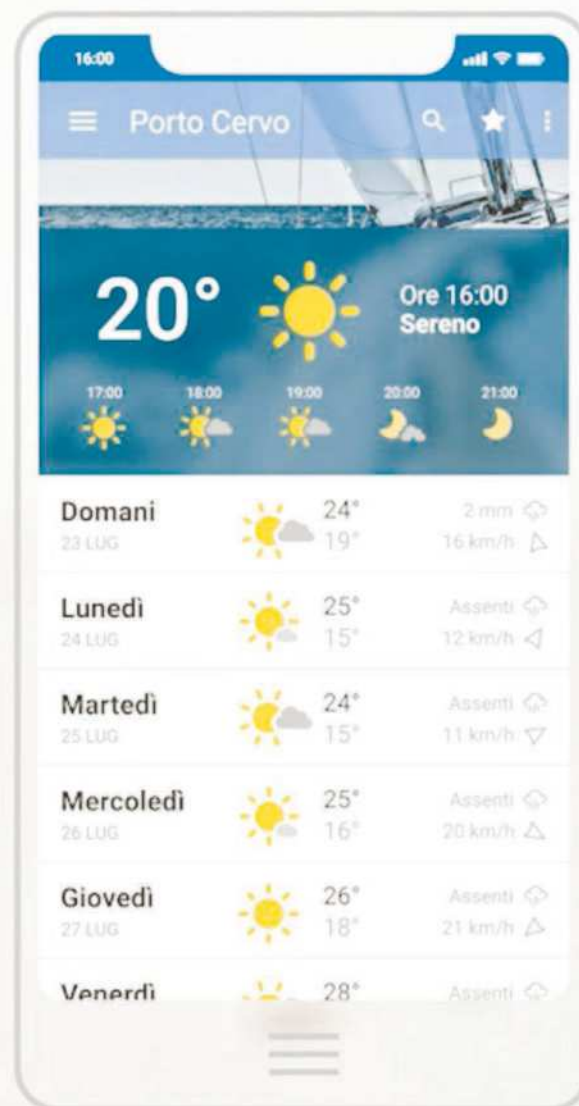 16:00
Porto Cervo
20°
Ore 16:00
Sereno
17:00 18:00 19:00 20:00 21:00
Domani 24° 2 mm
23 LUG 19° 16 km/h
Lunedì 25° Assenti
24 LUG 15° 12 km/h
Martedì 24° Assenti
25 LUG 15° 11 km/h
Mercoledì 25° Assenti
26 LUG 16° 20 km/h
Giovedì 26° Assenti
27 LUG 18° 21 km/h
Venerdì 28° Assenti